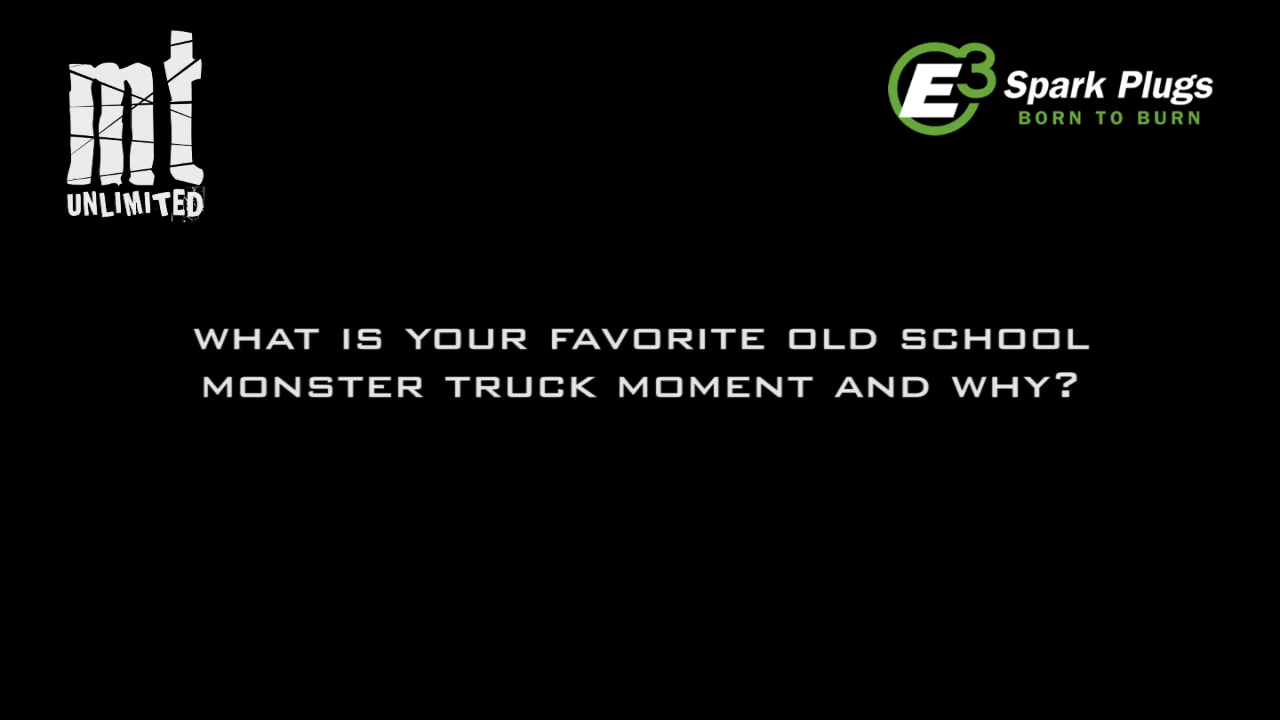 mt
UNLIMITED
E3 Spark Plugs
BORN TO BURN
WHAT IS YOUR FAVORITE OLD SCHOOL
MONSTER TRUCK MOMENT AND WHY?